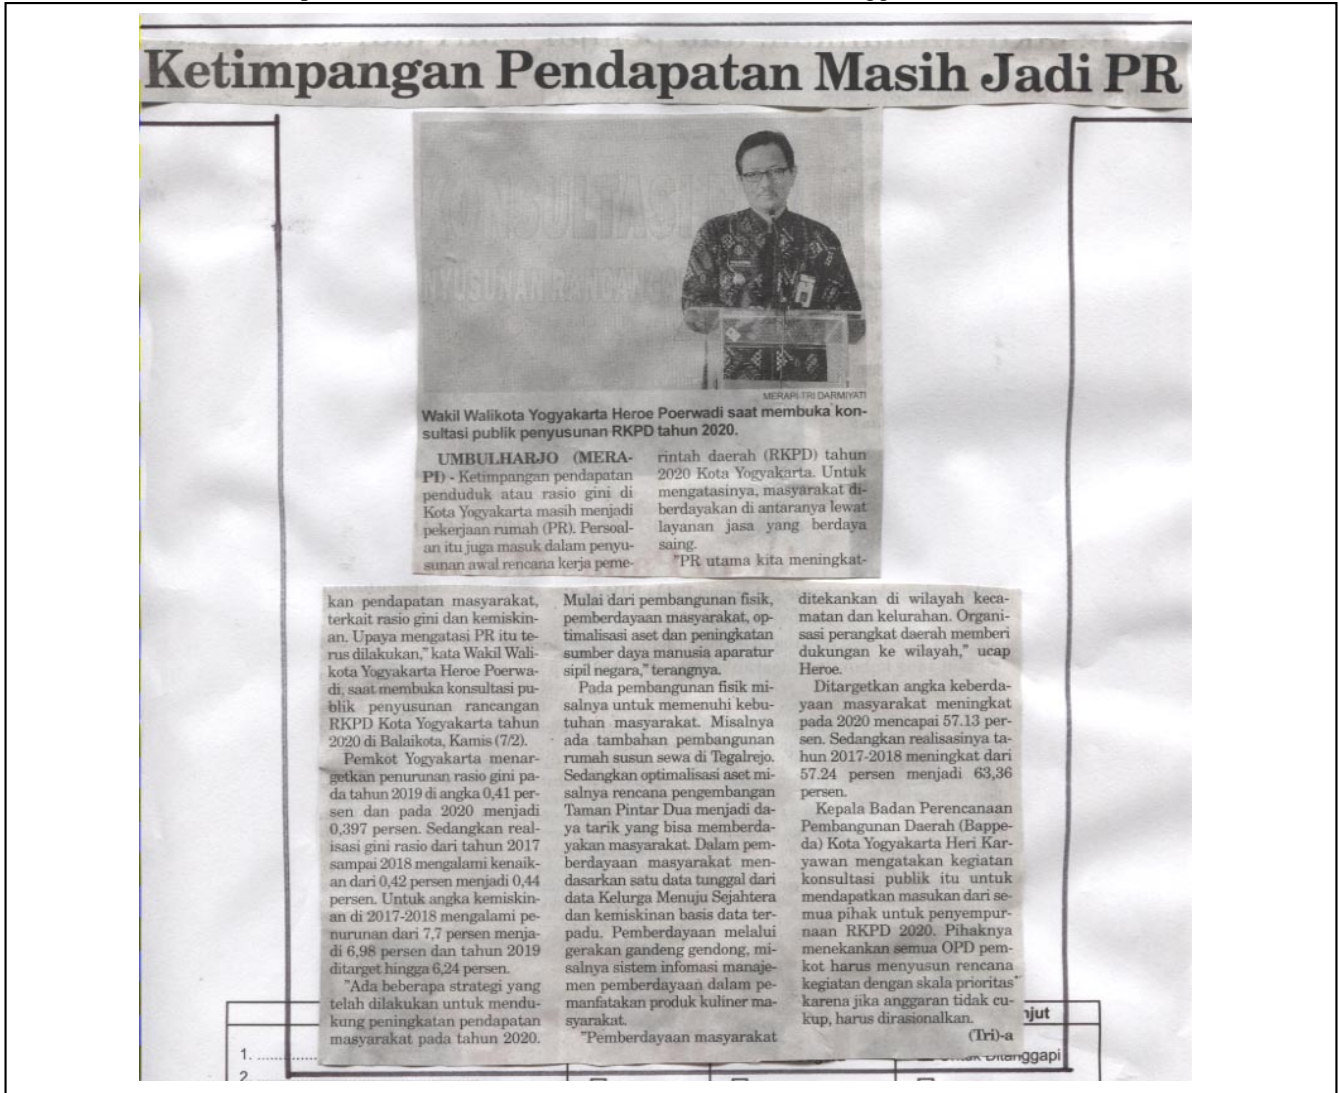 Ketimpangan Pendapatan Masih Jadi PR
KONSULTASI
NYUSUNAN RANCANG
MERAPI-TRI DARMIYATI
Wakil Walikota Yogyakarta Heroe Poerwadi saat membuka kon-
sultasi publik penyusunan RKPD tahun 2020.
UMBULHARJO (MERA-
PI) - Ketimpangan pendapatan
penduduk atau rasio gini di
Kota Yogyakarta masih menjadi
pekerjaan rumah (PR). Persoal-
an itu juga masuk dalam penyu-
sunan awal rencana kerja peme-
rintah daerah (RKPD) tahun
2020 Kota Yogyakarta. Untuk
mengatasinya, masyarakat di-
berdayakan di antaranya lewat
layanan jasa yang berdaya
saing.
"PR utama kita meningkat-
kan pendapatan masyarakat,
terkait rasio gini dan kemiskin-
an. Upaya mengatasi PR itu te-
rus dilakukan," kata Wakil Wali-
kota Yogyakarta Heroe Poerwa-
di, saat membuka konsultasi pu-
blik penyusunan rancangan
RKPD Kota Yogyakarta tahun
2020 di Balaikota, Kamis (7/2).
Pemkot Yogyakarta menar-
getkan penurunan rasio gini pa-
da tahun 2019 di angka 0,41 per-
sen dan pada 2020 menjadi
0,397 persen. Sedangkan real-
isasi gini rasio dari tahun 2017
sampai 2018 mengalami kenaik-
an dari 0,42 persen menjadi 0,44
persen. Untuk angka kemiskin-
an di 2017-2018 mengalami pe-
nurunan dari 7,7 persen menja-
di 6,98 persen dan tahun 2019
ditarget hingga 6,24 persen.
"Ada beberapa strategi yang
telah dilakukan untuk mendu-
kung peningkatan pendapatan
masyarakat pada tahun 2020.
Mulai dari pembangunan fisik,
pemberdayaan masyarakat, op-
timalisasi aset dan peningkatan
sumber daya manusia aparatur
sipil negara," terangnya.
Pada pembangunan fisik mi-
salnya untuk memenuhi kebu-
tuhan masyarakat. Misalnya
ada tambahan pembangunan
rumah susun sewa di Tegalrejo.
Sedangkan optimalisasi aset mi-
salnya rencana pengembangan
Taman Pintar Dua menjadi da-
ya tarik yang bisa memberda-
yakan masyarakat. Dalam pem-
berdayaan masyarakat men-
dasarkan satu data tunggal dari
data Kelurga Menuju Sejahtera
dan kemiskinan basis data ter-
padu. Pemberdayaan melalui
gerakan gandeng gendong, mi-
salnya sistem infomasi manaje-
men pemberdayaan dalam pe-
manfatakan produk kuliner ma-
syarakat.
"Pemberdayaan masyarakat
ditekankan di wilayah keca-
matan dan kelurahan. Organi-
sasi perangkat daerah memberi
dukungan ke wilayah," ucap
Heroe.
Ditargetkan angka keberda-
yaan masyarakat meningkat
pada 2020 mencapai 57.13 per-
sen. Sedangkan realisasinya ta-
hun 2017-2018 meningkat dari
57.24 persen menjadi 63,36
persen.
Kepala Badan Perencanaan
Pembangunan Daerah (Bappe-
da) Kota Yogyakarta Heri Kar-
yawan mengatakan kegiatan
konsultasi publik itu untuk
mendapatkan masukan dari se-
mua pihak untuk penyempur-
naan RKPD 2020. Pihaknya
menekankan semua OPD pem-
kot harus menyusun rencana
kegiatan dengan skala prioritas
karena jika anggaran tidak cu-
kup, harus dirasionalkan.
(Tri)-a
njut
1. ..............
Ditanggapi
2